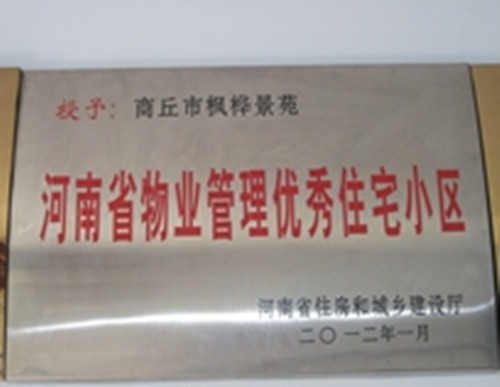 授予：商丘市枫桦景苑
河南省物业管理优秀住宅小区
河南省住房和城乡建设厅
二〇一二年一月